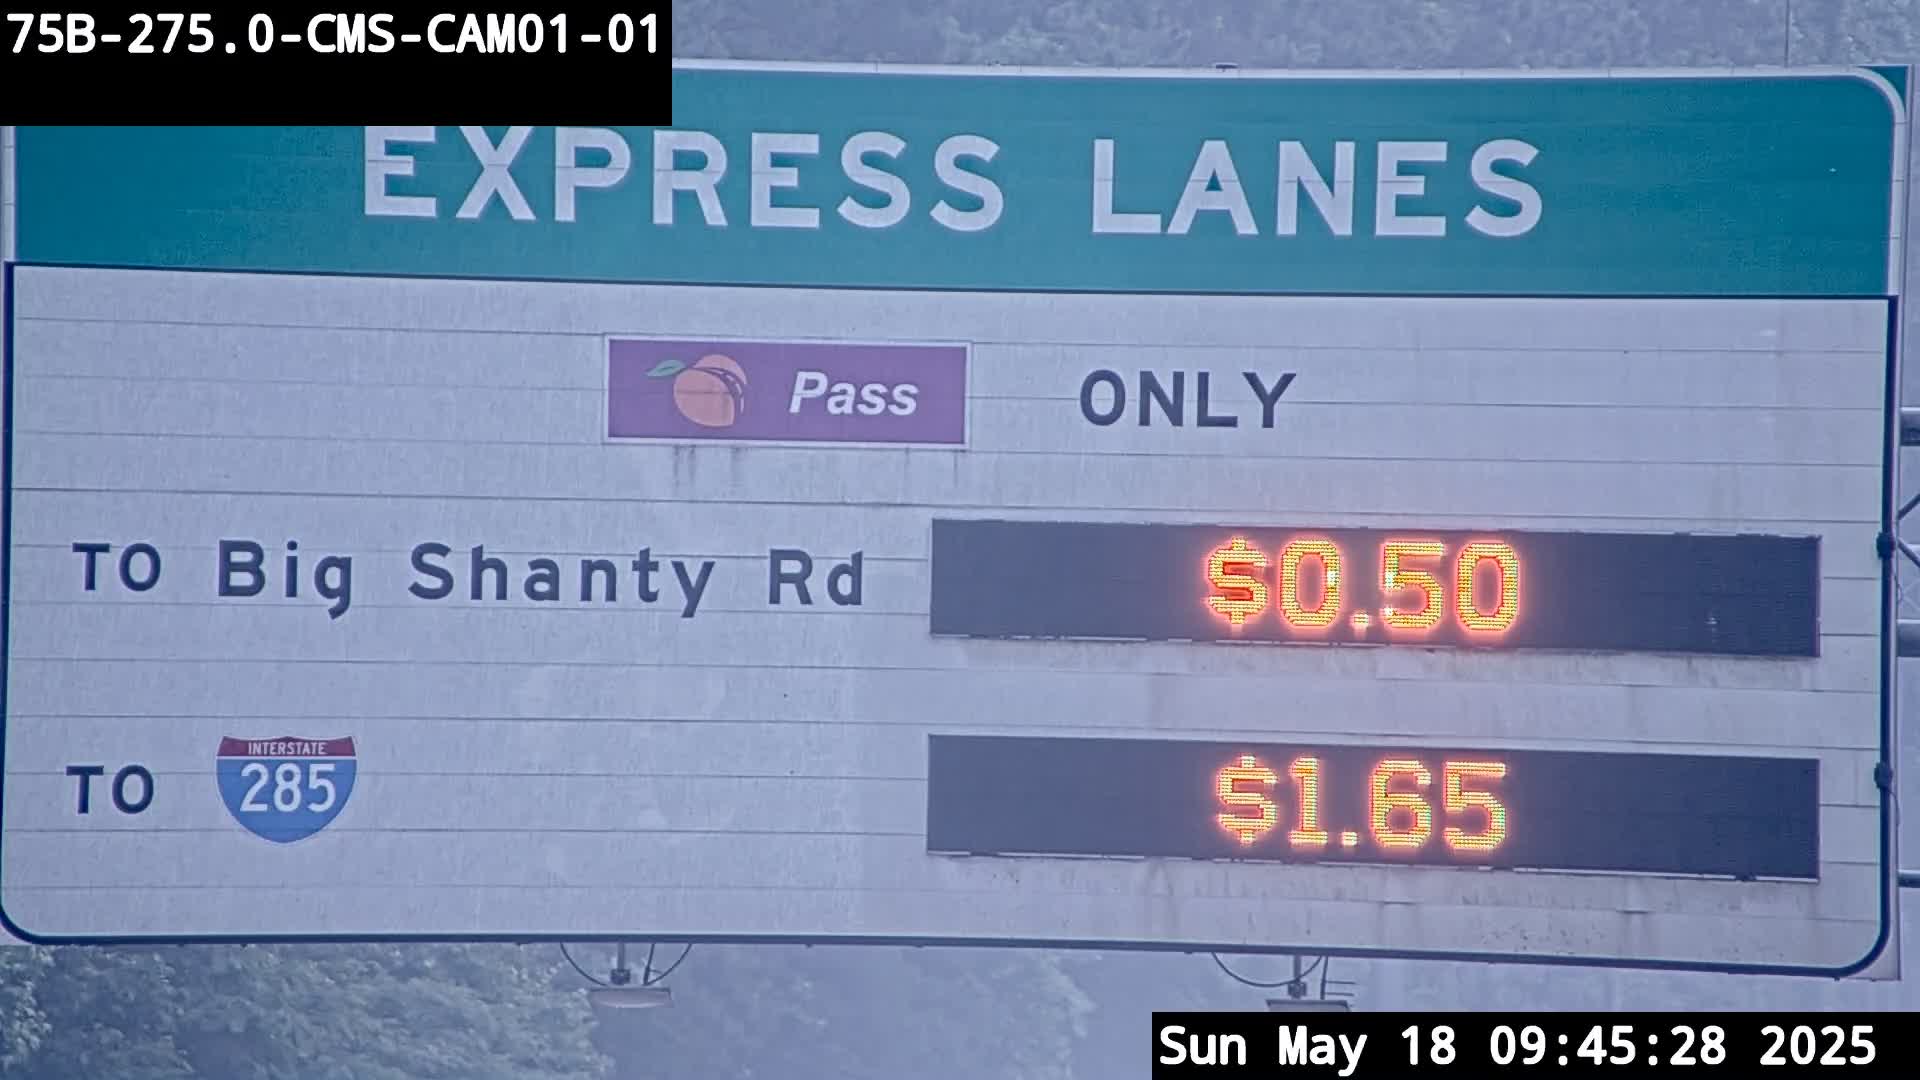 75B-275.0-CMS-CAM01-01
EXPRESS LANES
Pass ONLY
TO Big Shanty Rd $0.50
INTERSTATE
TO 285 $1.65
Sun May 18 09:45:28 2025